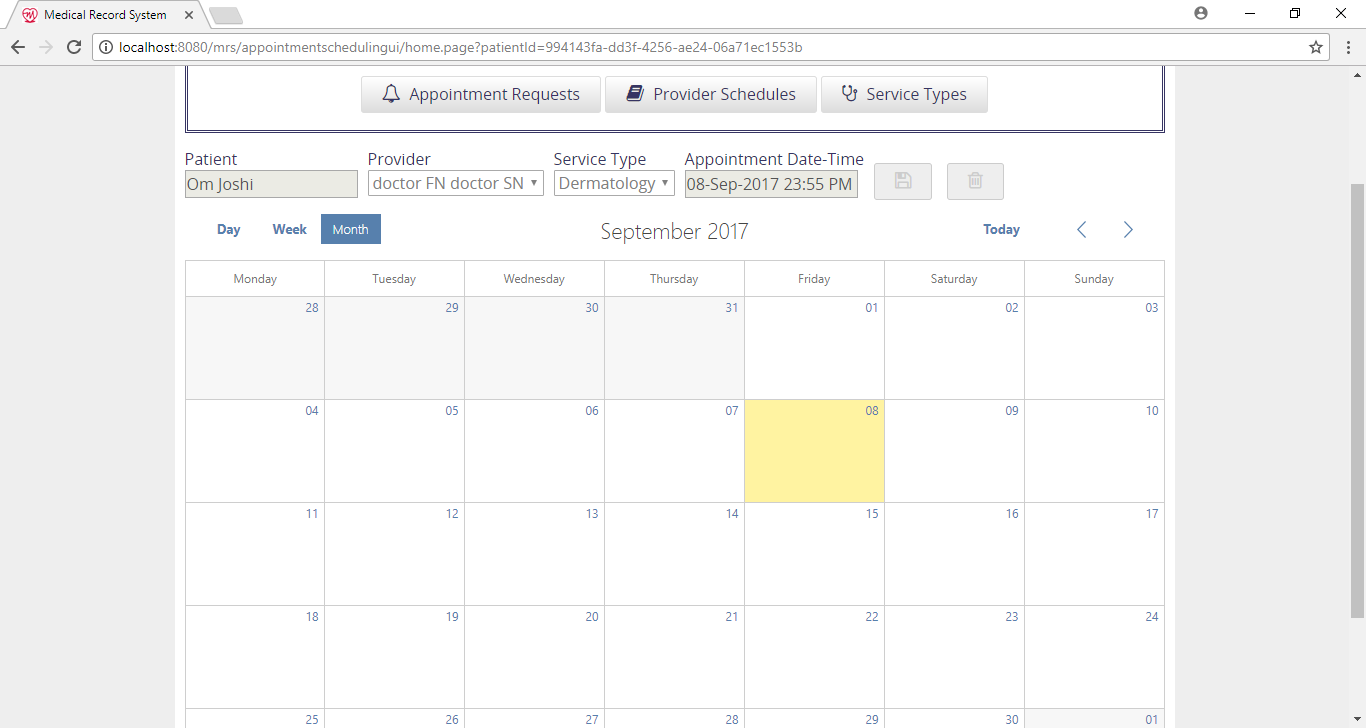 Medical Record System
localhost:8080/mrs/appointmentschedulingui/home.page?patientId=994143fa-dd3f-4256-ae24-06a71ec1553b
Appointment Requests Provider Schedules Service Types
Patient Provider Service Type Appointment Date-Time
Om Joshi doctor FN doctor SN Dermatology 08-Sep-2017 23:55 PM
Day Week Month September 2017 Today
Monday Tuesday Wednesday Thursday Friday Saturday Sunday
28 29 30 31 01 02 03
04 05 06 07 08 09 10
11 12 13 14 15 16 17
18 19 20 21 22 23 24
25 26 27 28 29 30 01